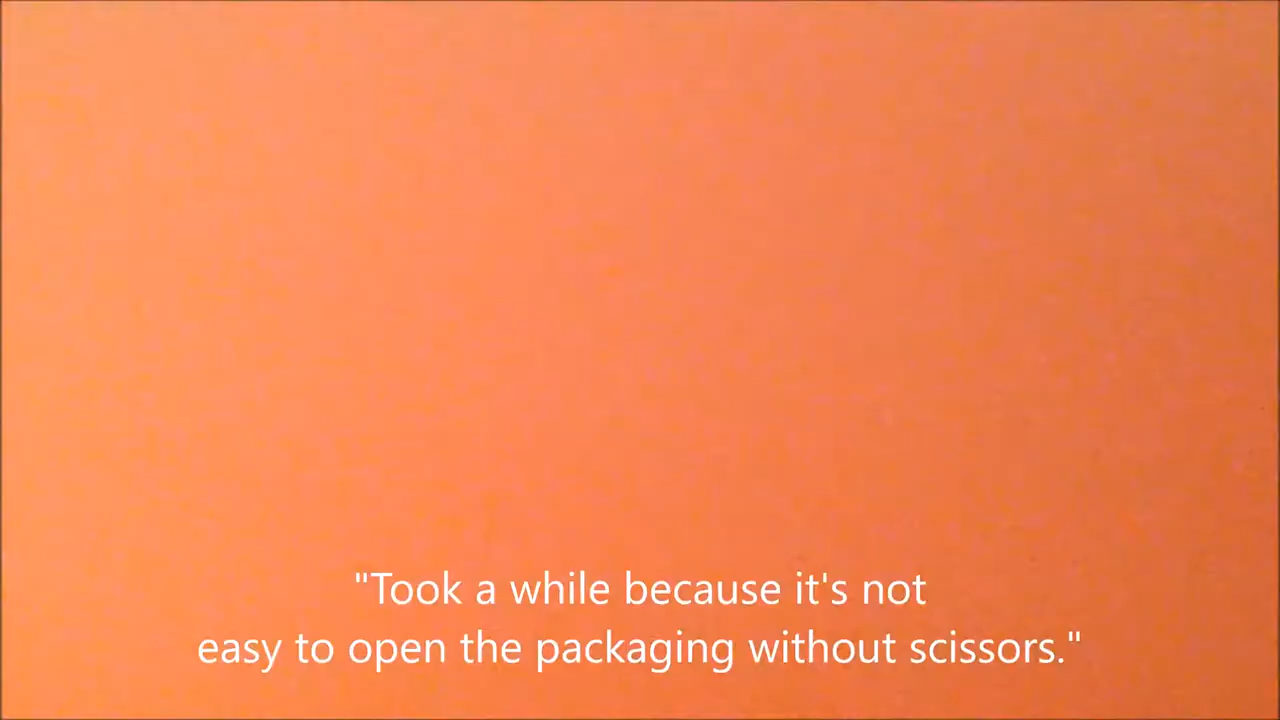 "Took a while because it's not
easy to open the packaging without scissors."